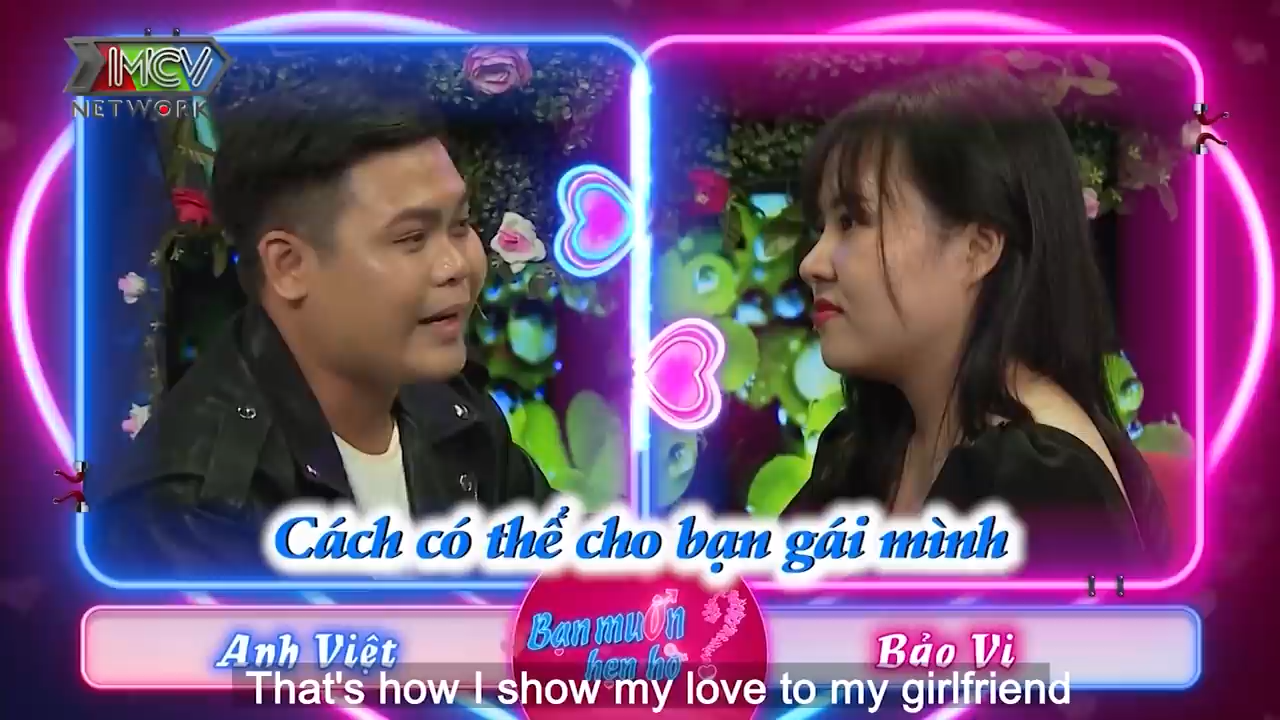 MCV
NETWORK
Cách có thể cho bạn gái mình
Anh Việt
Bạn muốn
hẹn hò
?
Bảo Vi
That's how I show my love to my girlfriend